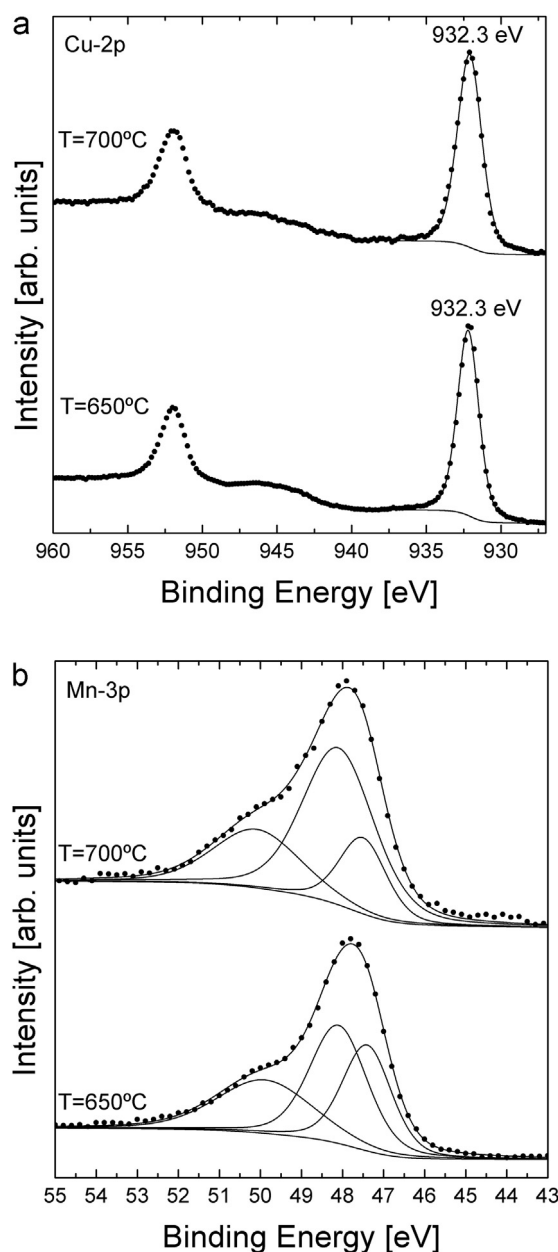 a
Cu-2p
932.3 eV
T=700ºC
932.3 eV
T=650ºC
Intensity [arb. units]
960 955 950 945 940 935 930
Binding Energy [eV]
b
Mn-3p
T=700ºC
T=650ºC
Intensity [arb. units]
55 54 53 52 51 50 49 48 47 46 45 44 43
Binding Energy [eV]